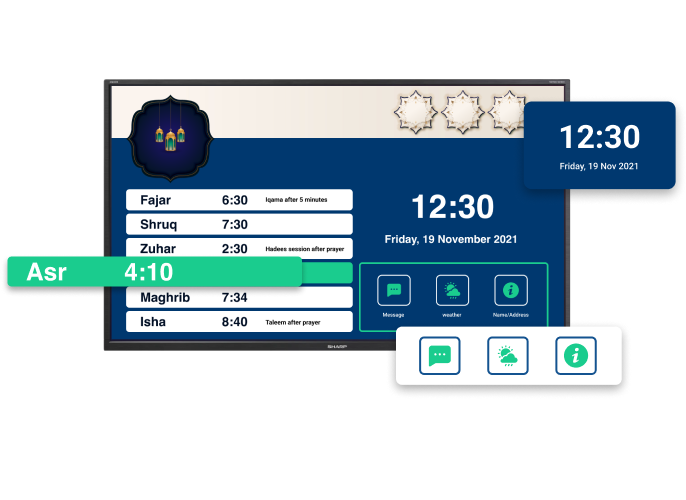 12:30
Friday, 19 Nov 2021
Fajar 6:30 Iqama after 5 minutes
Shruq 7:30
Zuhar 2:30 Hadees session after prayer
Asr 4:10
Maghrib 7:34
Isha 8:40 Taleem after prayer
12:30
Friday, 19 November 2021
Message weather Name/Address
SHARP